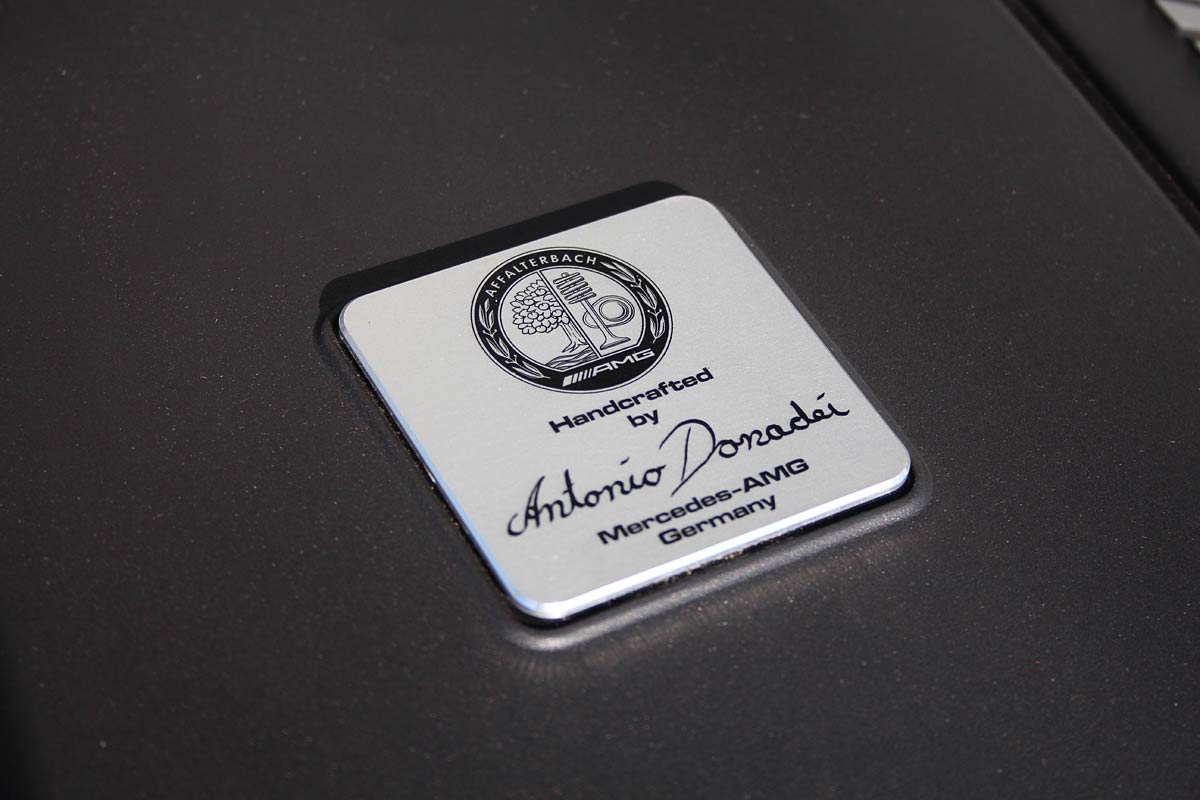 AFFALTERBACH
AMG
Handcrafted
by
Antonio Donadei
Mercedes-AMG
Germany